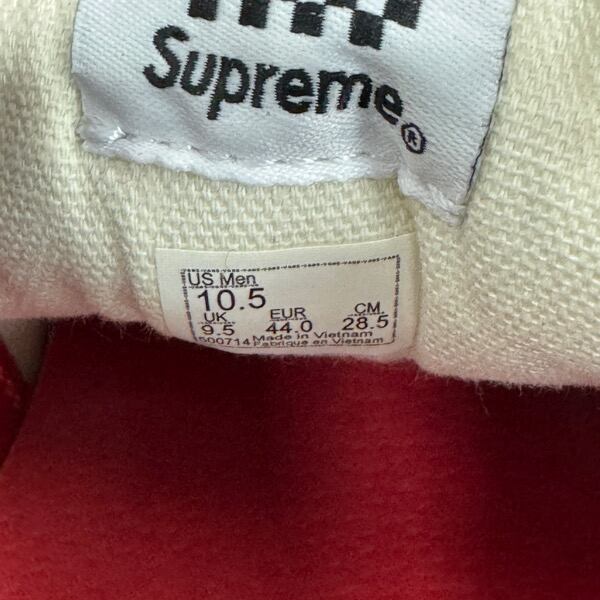 Supreme®
US Men
10.5
UK EUR CM
9.5 44.0 28.5
500714 Made in Vietnam
Fabriqué en Vietnam